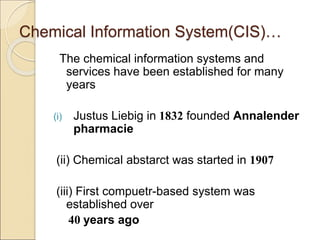 Chemical Information System(CIS)…
The chemical information systems and
services have been established for many
years
(i) Justus Liebig in 1832 founded Annalender
pharmacie
(ii) Chemical abstarct was started in 1907
(iii) First compuetr-based system was
established over
40 years ago